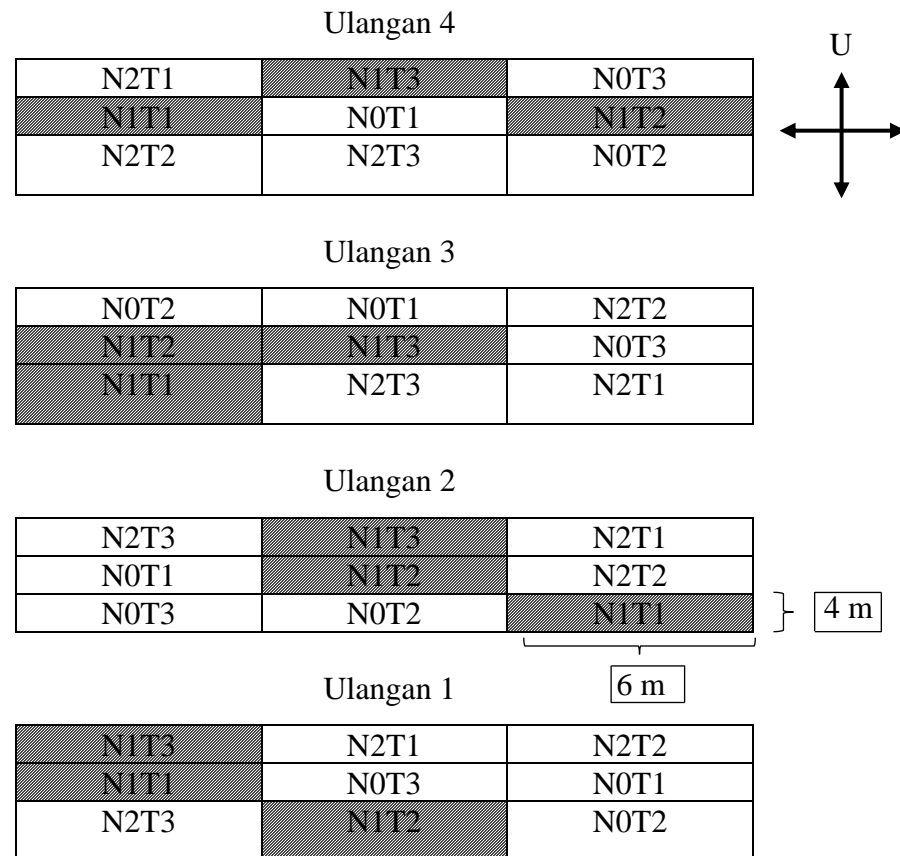 Ulangan 4
U
N2T1 N1T3 N0T3
N1T1 N0T1 N1T2
N2T2 N2T3 N0T2
Ulangan 3
N0T2 N0T1 N2T2
N1T2 N1T3 N0T3
N1T1 N2T3 N2T1
Ulangan 2
N2T3 N1T3 N2T1
N0T1 N1T2 N2T2
N0T3 N0T2 N1T1
4 m
6 m
Ulangan 1
N1T3 N2T1 N2T2
N1T1 N0T3 N0T1
N2T3 N1T2 N0T2